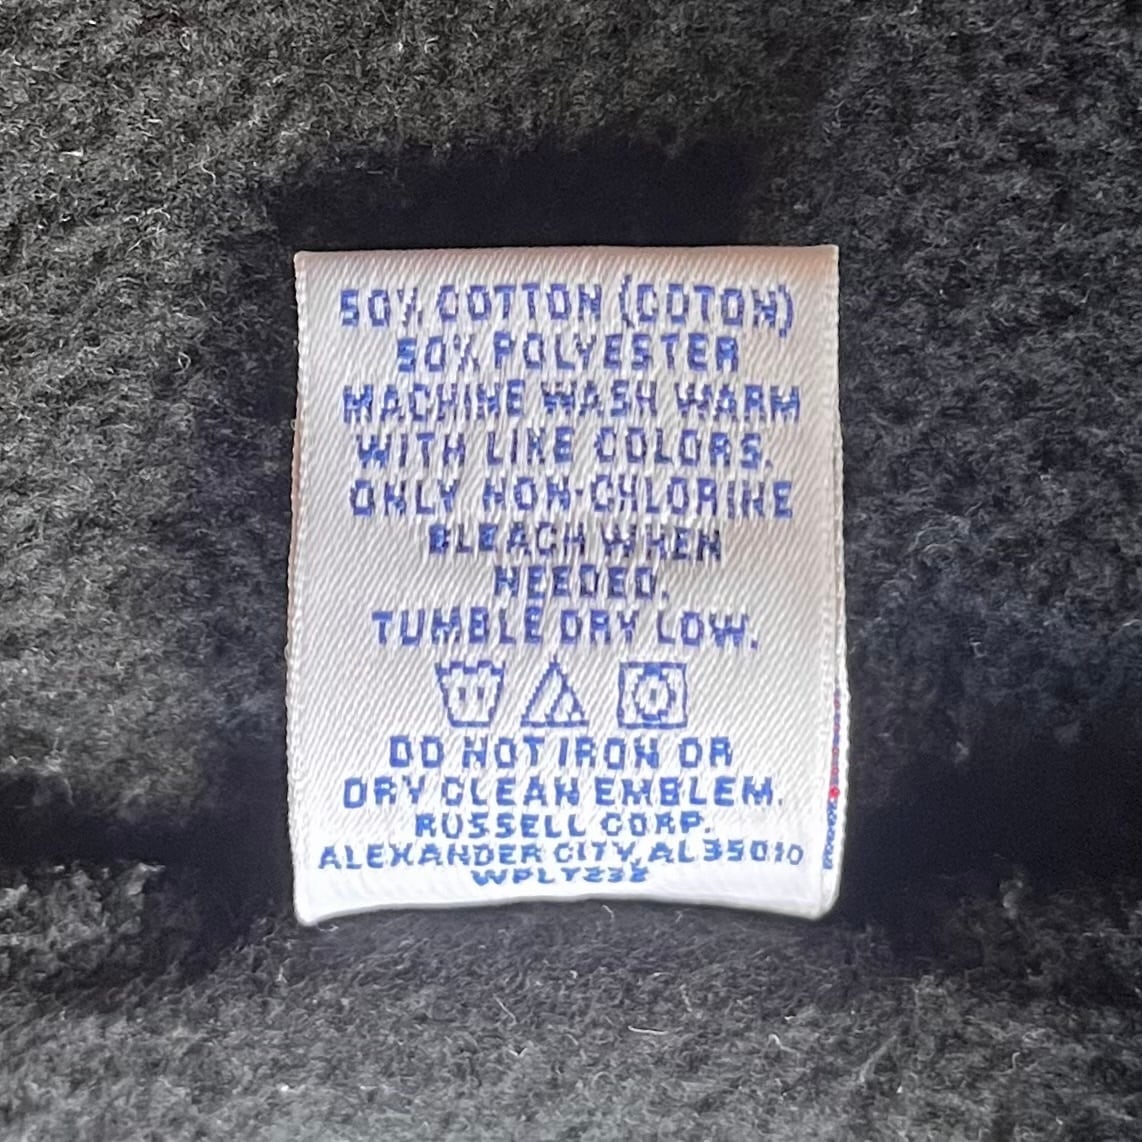 50% COTTON (COTON)
50% POLYESTER
MACHINE WASH WARM
WITH LIKE COLORS.
ONLY NON-CHLORINE
BLEACH WHEN
NEEDED.
TUMBLE DRY LOW.
DO NOT IRON OR
DRY CLEAN EMBLEM.
RUSSELL CORP.
ALEXANDER CITY, AL 35010
WPLY232